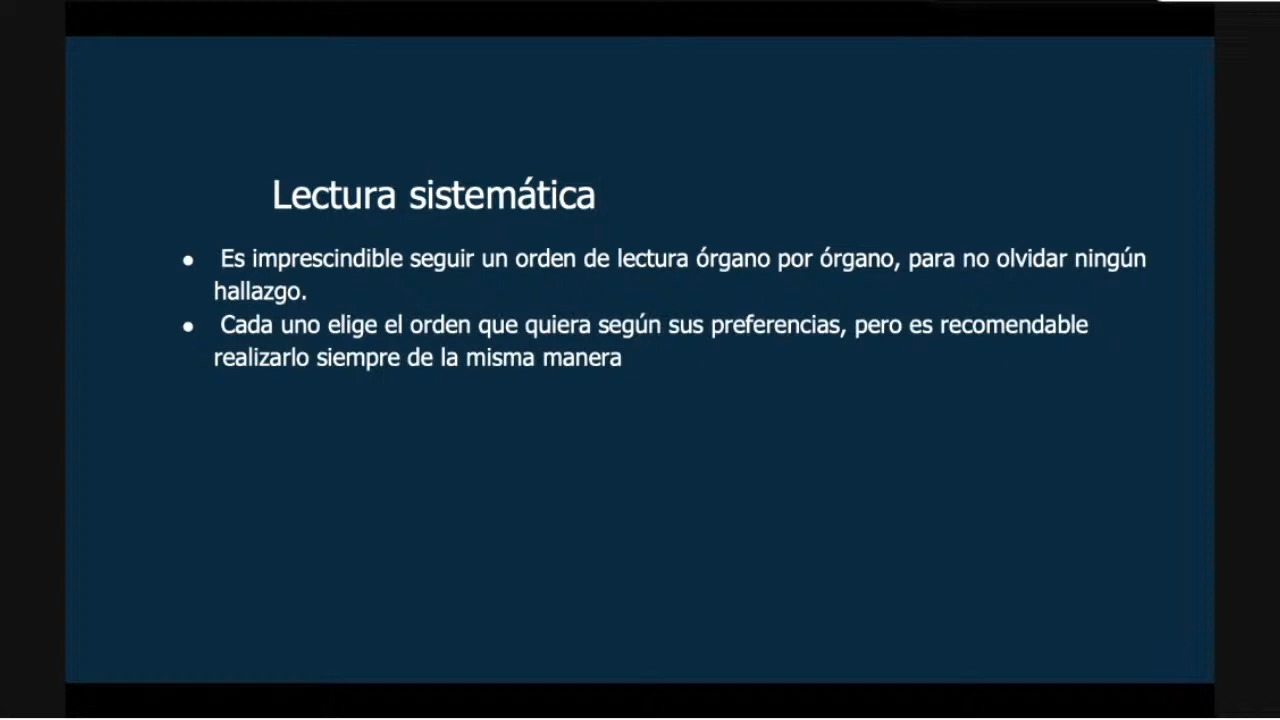 Lectura sistemática
● Es imprescindible seguir un orden de lectura órgano por órgano, para no olvidar ningún
hallazgo.
● Cada uno elige el orden que quiera según sus preferencias, pero es recomendable
realizarlo siempre de la misma manera